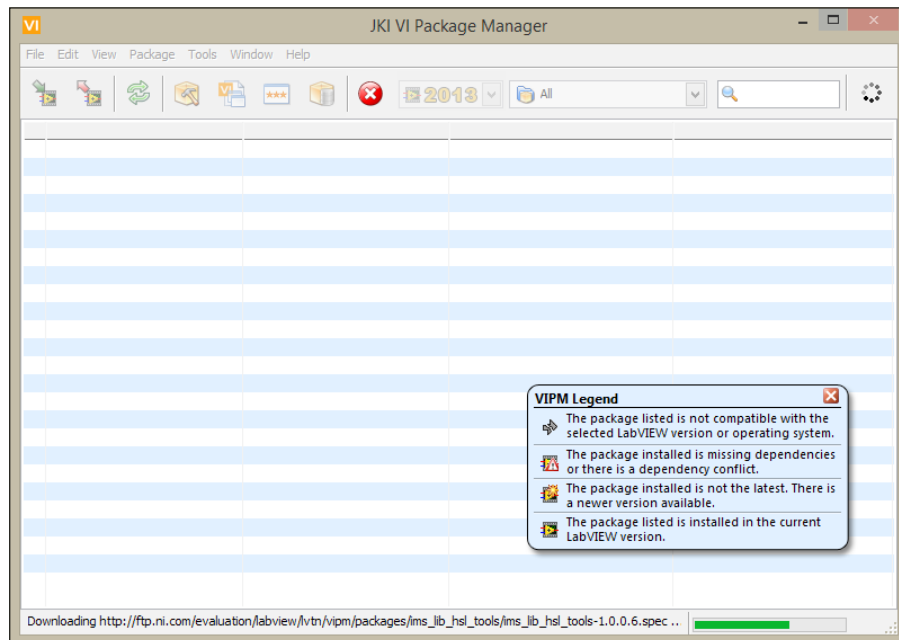 VI JKI VI Package Manager
File Edit View Package Tools Window Help
*** 2013 All
VIPM Legend
The package listed is not compatible with the
selected LabVIEW version or operating system.
The package installed is missing dependencies
or there is a dependency conflict.
The package installed is not the latest. There is
a newer version available.
The package listed is installed in the current
LabVIEW version.
Downloading http://ftp.ni.com/evaluation/labview/lvtn/vipm/packages/ims_lib_hsl_tools/ims_lib_hsl_tools-1.0.0.6.spec ...